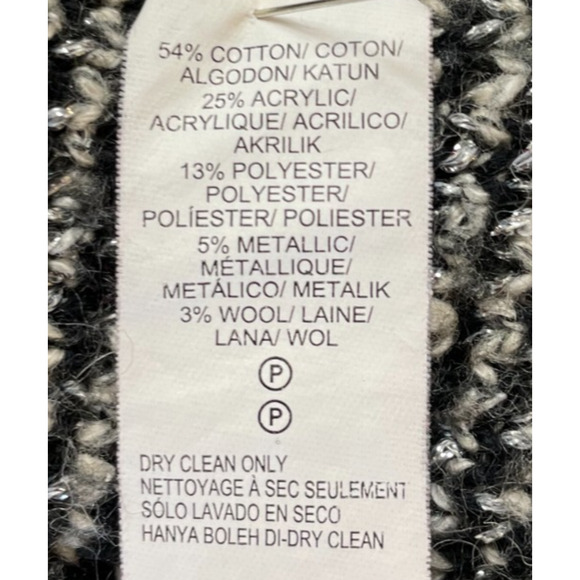 54% COTTON/ COTON/
ALGODON/ KATUN
25% ACRYLIC/
ACRYLIQUE/ ACRILICO/
AKRILIK
13% POLYESTER/
POLYESTER/
POLÍESTER/ POLIESTER
5% METALLIC/
MÉTALLIQUE/
METÁLICO/ METALIK
3% WOOL/ LAINE/
LANA/ WOL
P
P
DRY CLEAN ONLY
NETTOYAGE À SEC SEULEMENT
SÓLO LAVADO EN SECO
HANYA BOLEH DI-DRY CLEAN